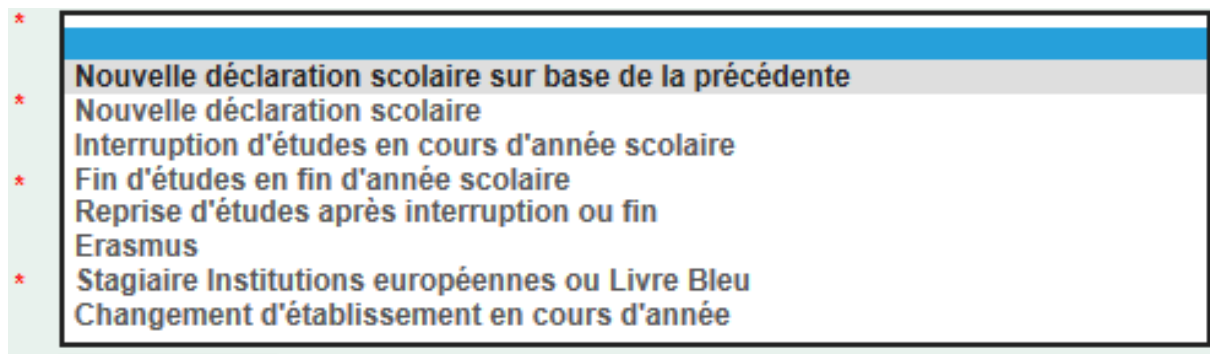 *
Nouvelle déclaration scolaire sur base de la précédente
*
Nouvelle déclaration scolaire
Interruption d'études en cours d'année scolaire
*
Fin d'études en fin d'année scolaire
Reprise d'études après interruption ou fin
Erasmus
*
Stagiaire Institutions européennes ou Livre Bleu
Changement d'établissement en cours d'année